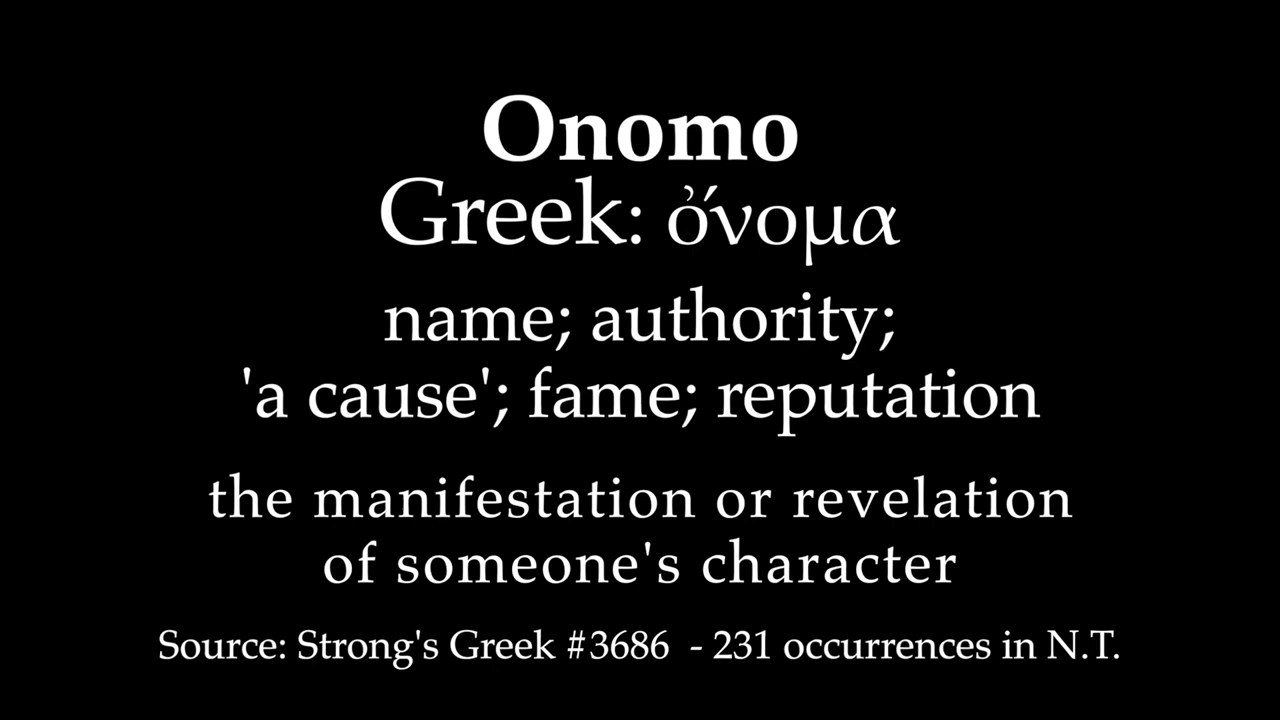 Onomo
Greek: ὄνομα
name; authority;
'a cause'; fame; reputation
the manifestation or revelation
of someone's character
Source: Strong's Greek #3686 - 231 occurrences in N.T.